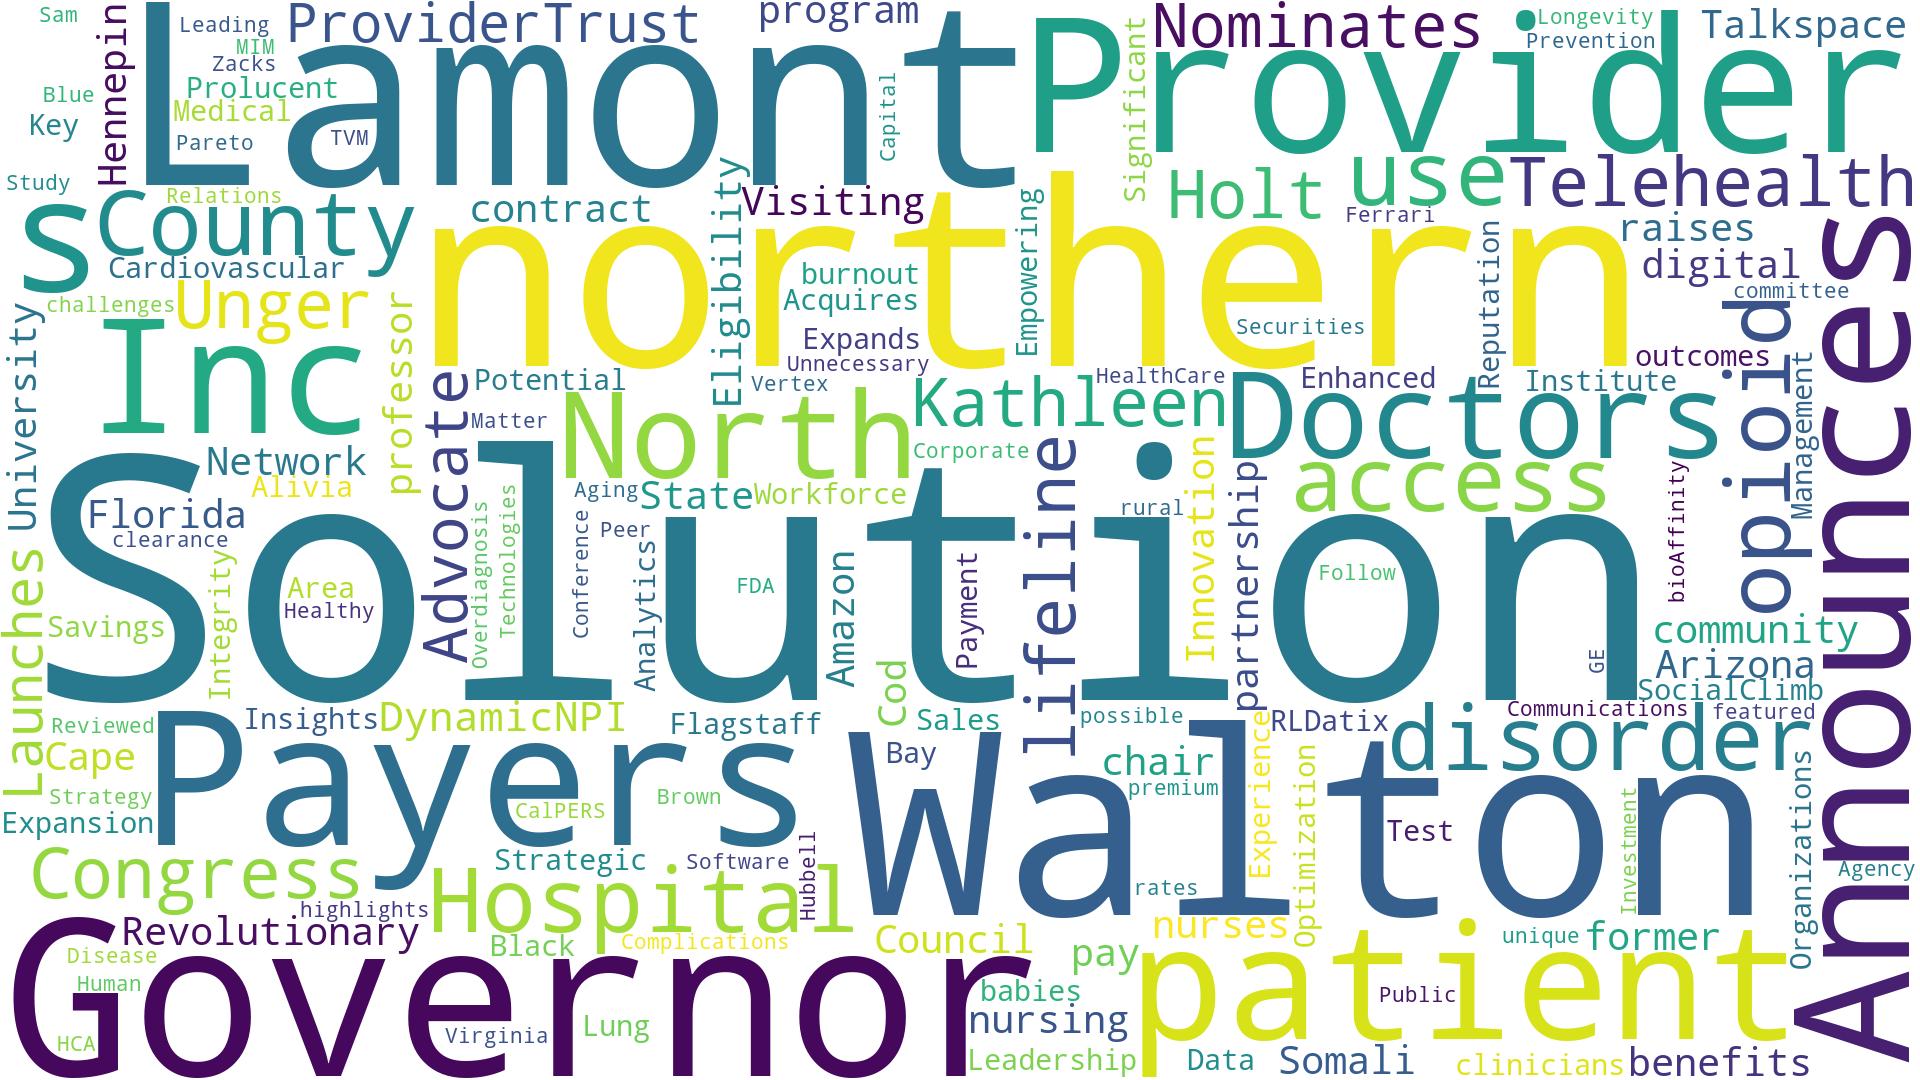 Sam
Leading
ProviderTrust
program
Nominates
Longevity
Talkspace
MIM
Zacks
Prevention
Hennepin
Lamont
Provider
Significant
Blue
Prolucent
Medical
Key
Pareto
TVM
Capital
Study
Relations
Eligibility
Visiting
Holt
use
Telehealth
s
County
contract
Empowering
Ferrari
raises
Cardiovascular
northern
burnout
Reputation
digital
committee
challenges
Unger
professor
Acquires
Securities
University
Inc
Expands
Unnecessary
outcomes
opioid
Announces
Advocate
Potential
Vertex
HealthCare
Enhanced
Institute
Management
Matter
North
Kathleen
Doctors
Corporate
Network
Alivia
Solution
Aging
State
Workforce
lifeline
Innovation
partnership
access
bioAffinity
Florida
clearance
Overdiagnosis
Technologies
Conference
Peer
rural
Launches
Integrity
Area
Healthy
Analytics
FDA
Amazon
Payment
Follow
Savings
community
GE
Arizona
SocialClimb
Cod
Reviewed
Insights
DynamicNPI
Flagstaff
Sales
possible
RLDatix
Communications
featured
Cape
Payers
Bay
Walton
chair
Experience
disorder
Organizations
Strategy
CalPERS
Brown
premium
Optimization
Expansion
Test
Investment
Congress
Strategic
Software
Hubbell
rates
Agency
Hospital
highlights
Revolutionary
Black
Complications
Council
nurses
unique
former
Disease
pay
patient
Human
Governor
babies
Public
nursing
Virginia
Lung
HCA
Leadership
Data
Somali
clinicians
benefits